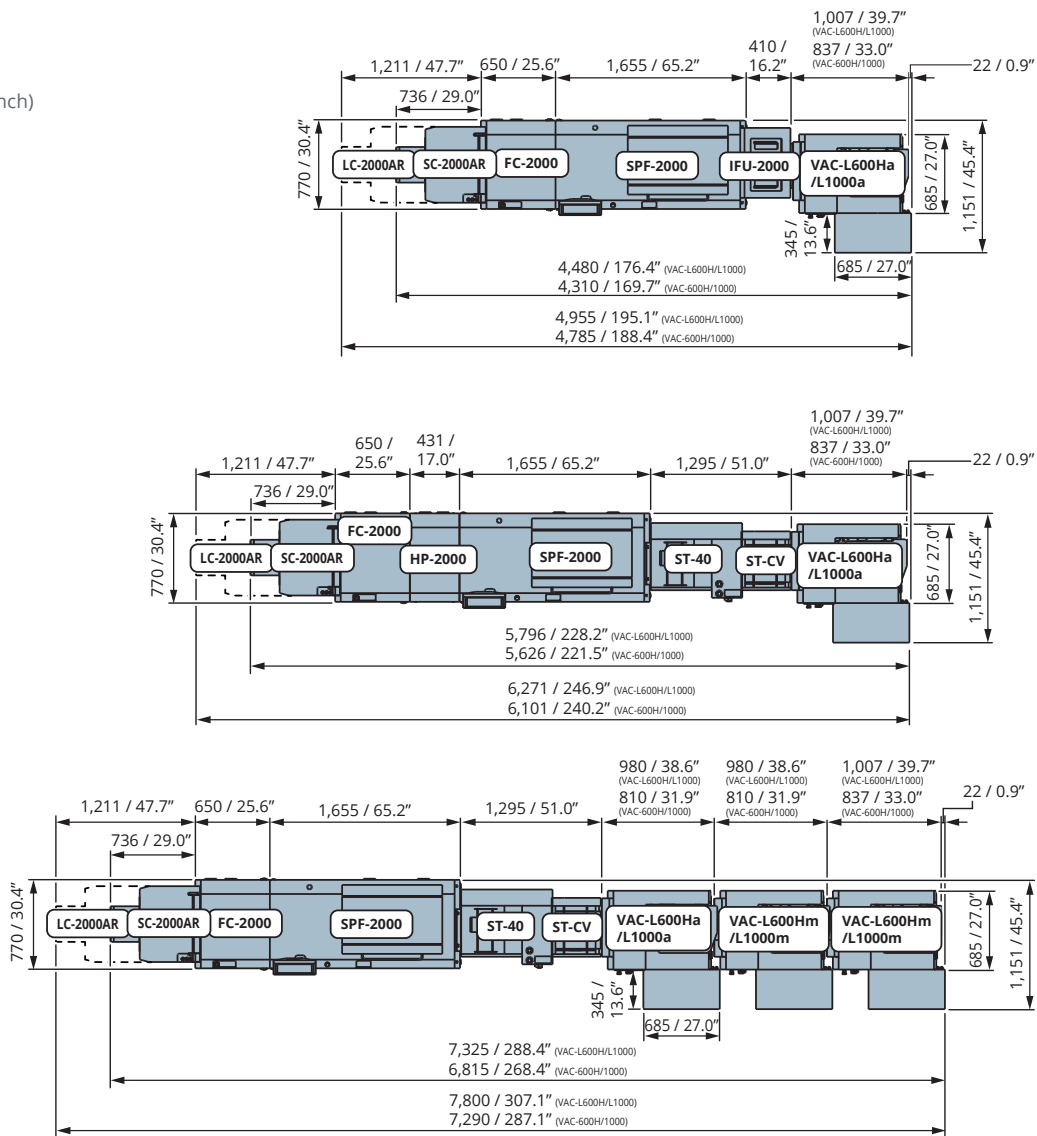 nch)
1,007 / 39.7”
(VAC-L600H/L1000)
837 / 33.0”
(VAC-600H/1000)
410 /
16.2”
1,211 / 47.7”
650 / 25.6”
1,655 / 65.2”
22 / 0.9”
736 / 29.0”
770 / 30.4”
LC-2000AR
SC-2000AR
FC-2000
SPF-2000
IFU-2000
VAC-L600Ha
/L1000a
685 / 27.0”
1,151 / 45.4”
345 /
13.6”
685 / 27.0”
4,480 / 176.4” (VAC-L600H/L1000)
4,310 / 169.7” (VAC-600H/1000)
4,955 / 195.1” (VAC-L600H/L1000)
4,785 / 188.4” (VAC-600H/1000)
1,007 / 39.7”
(VAC-L600H/L1000)
837 / 33.0”
(VAC-600H/1000)
650 /
25.6”
431 /
17.0”
1,211 / 47.7”
1,655 / 65.2”
1,295 / 51.0”
22 / 0.9”
736 / 29.0”
770 / 30.4”
FC-2000
LC-2000AR
SC-2000AR
HP-2000
SPF-2000
ST-40
ST-CV
VAC-L600Ha
/L1000a
685 / 27.0”
1,151 / 45.4”
5,796 / 228.2” (VAC-L600H/L1000)
5,626 / 221.5” (VAC-600H/1000)
6,271 / 246.9” (VAC-L600H/L1000)
6,101 / 240.2” (VAC-600H/1000)
980 / 38.6”
(VAC-L600H/L1000)
810 / 31.9”
(VAC-600H/1000)
980 / 38.6”
(VAC-L600H/L1000)
810 / 31.9”
(VAC-600H/1000)
1,007 / 39.7”
(VAC-L600H/L1000)
837 / 33.0”
(VAC-600H/1000)
22 / 0.9”
1,211 / 47.7”
650 / 25.6”
1,655 / 65.2”
1,295 / 51.0”
736 / 29.0”
770 / 30.4”
LC-2000AR
SC-2000AR
FC-2000
SPF-2000
ST-40
ST-CV
VAC-L600Ha
/L1000a
VAC-L600Hm
/L1000m
VAC-L600Hm
/L1000m
685 / 27.0”
1,151 / 45.4”
345 /
13.6”
685 / 27.0”
7,325 / 288.4” (VAC-L600H/L1000)
6,815 / 268.4” (VAC-600H/1000)
7,800 / 307.1” (VAC-L600H/L1000)
7,290 / 287.1” (VAC-600H/1000)